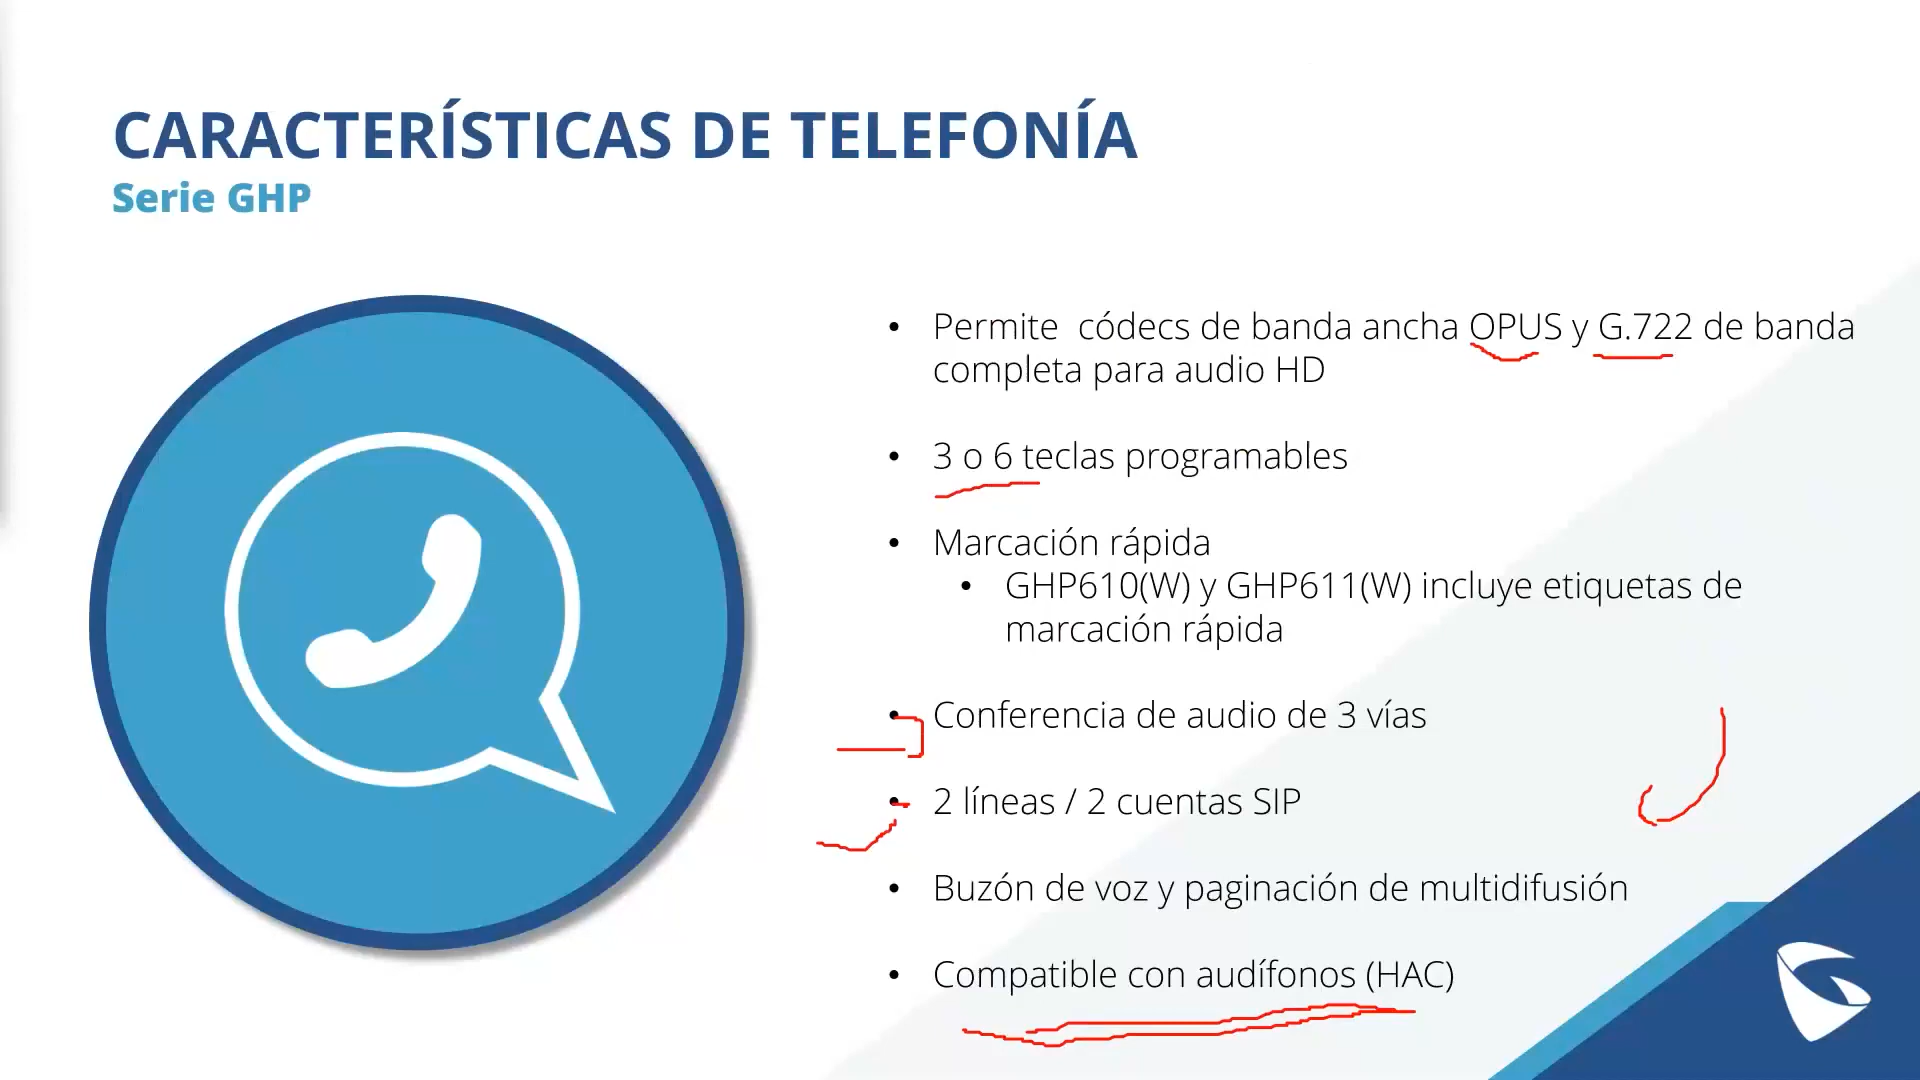 CARACTERÍSTICAS DE TELEFONÍA
Serie GHP
• Permite códecs de banda ancha OPUS y G.722 de banda
completa para audio HD
• 3 o 6 teclas programables
• Marcación rápida
• GHP610(W) y GHP611(W) incluye etiquetas de
marcación rápida
• Conferencia de audio de 3 vías
• 2 líneas / 2 cuentas SIP
• Buzón de voz y paginación de multidifusión
• Compatible con audífonos (HAC)